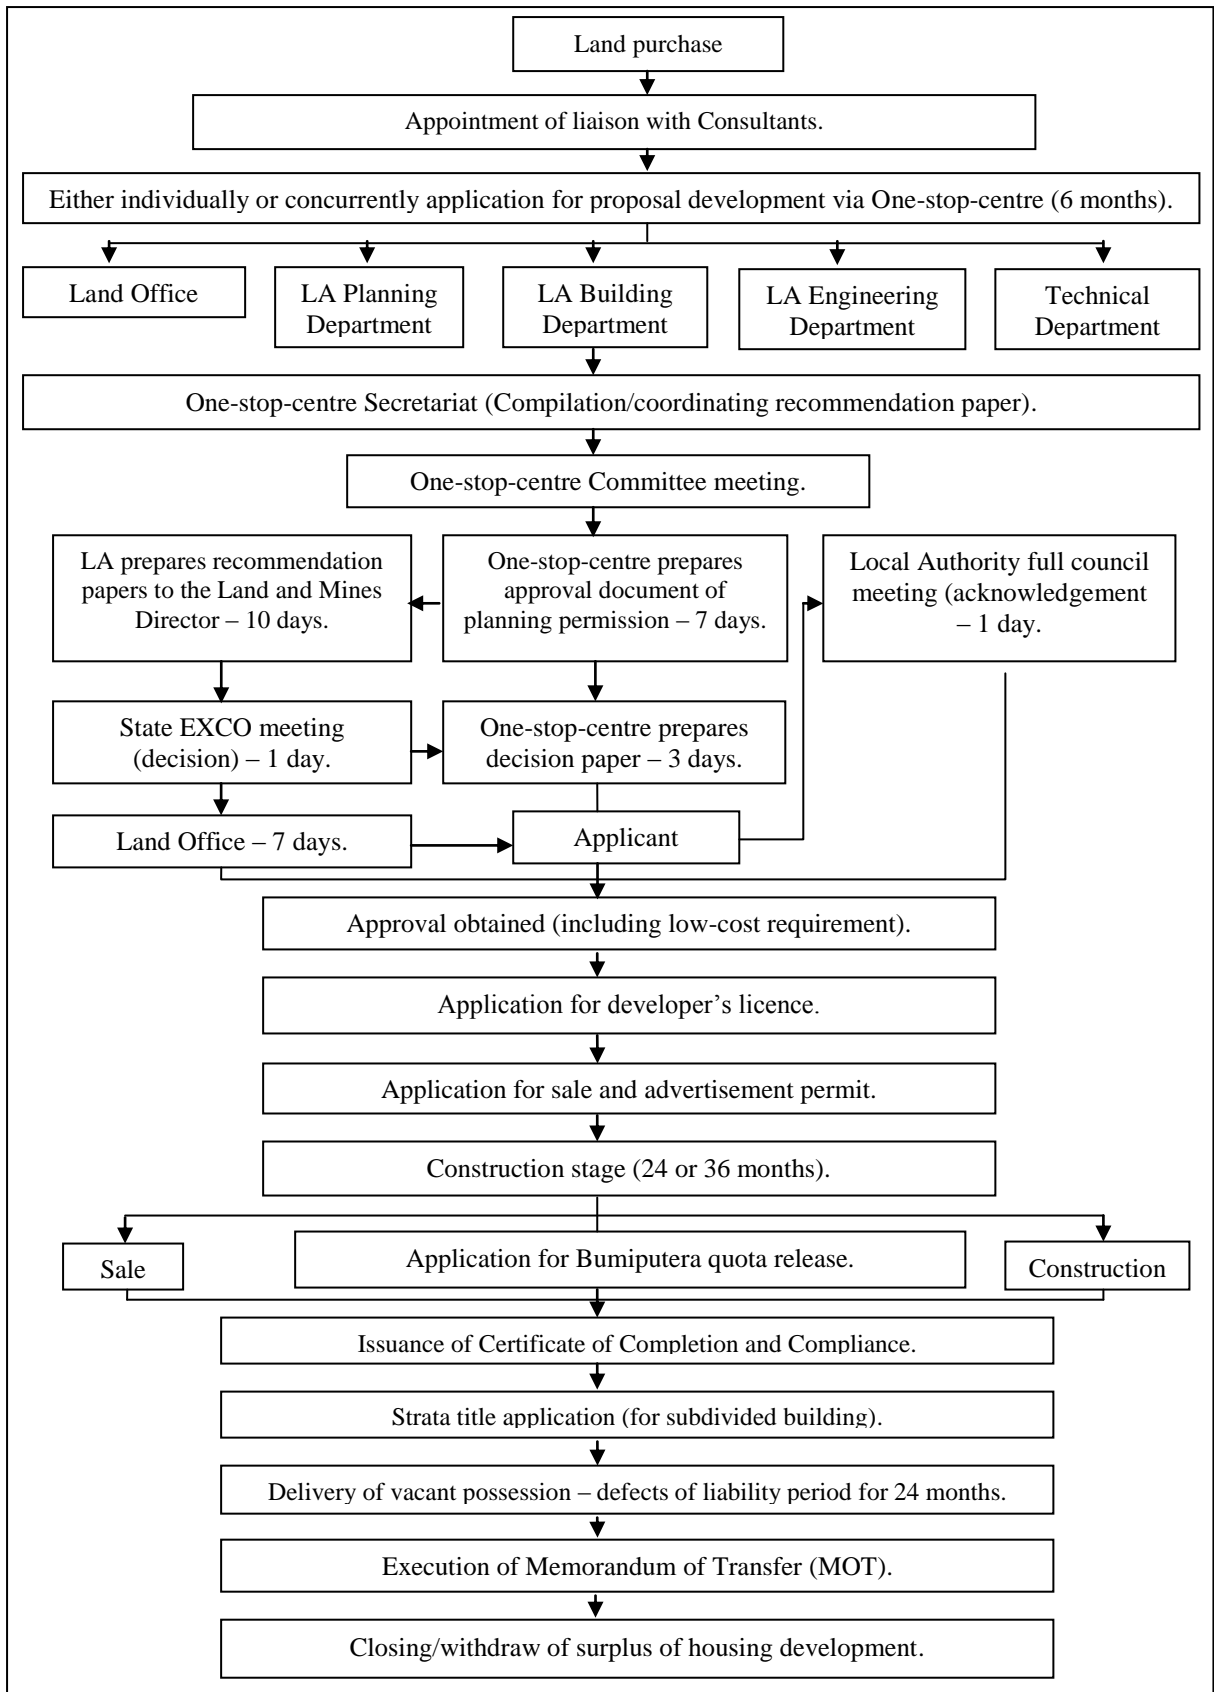 Land purchase
Appointment of liaison with Consultants.
Either individually or concurrently application for proposal development via One-stop-centre (6 months).
Land Office
LA Planning
Department
LA Building
Department
LA Engineering
Department
Technical
Department
One-stop-centre Secretariat (Compilation/coordinating recommendation paper).
One-stop-centre Committee meeting.
LA prepares recommendation
papers to the Land and Mines
Director – 10 days.
One-stop-centre prepares
approval document of
planning permission – 7 days.
Local Authority full council
meeting (acknowledgement
– 1 day.
State EXCO meeting
(decision) – 1 day.
One-stop-centre prepares
decision paper – 3 days.
Land Office – 7 days.
Applicant
Approval obtained (including low-cost requirement).
Application for developer’s licence.
Application for sale and advertisement permit.
Construction stage (24 or 36 months).
Sale
Application for Bumiputera quota release.
Construction
Issuance of Certificate of Completion and Compliance.
Strata title application (for subdivided building).
Delivery of vacant possession – defects of liability period for 24 months.
Execution of Memorandum of Transfer (MOT).
Closing/withdraw of surplus of housing development.